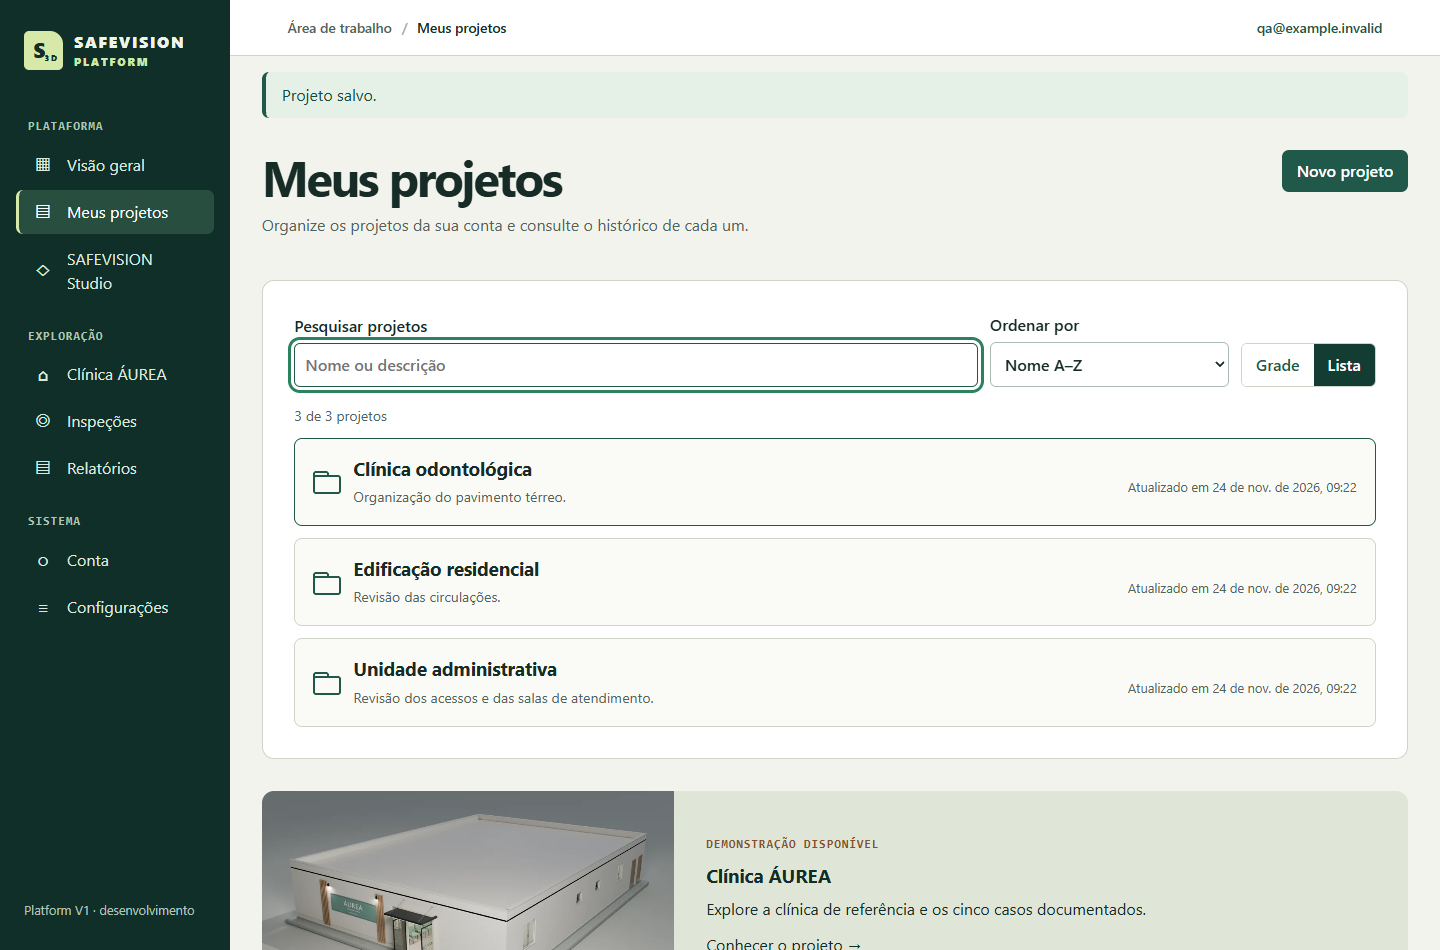 S3D
SAFEVISION
PLATFORM
PLATAFORMA
Visão geral
Meus projetos
SAFEVISION
Studio
EXPLORAÇÃO
Clínica ÁUREA
Inspeções
Relatórios
SISTEMA
Conta
Configurações
Platform V1 · desenvolvimento
Área de trabalho / Meus projetos
qa@example.invalid
Projeto salvo.
Meus projetos
Novo projeto
Organize os projetos da sua conta e consulte o histórico de cada um.
Pesquisar projetos
Nome ou descrição
Ordenar por
Nome A–Z
Grade
Lista
3 de 3 projetos
Clínica odontológica
Organização do pavimento térreo.
Atualizado em 24 de nov. de 2026, 09:22
Edificação residencial
Revisão das circulações.
Atualizado em 24 de nov. de 2026, 09:22
Unidade administrativa
Revisão dos acessos e das salas de atendimento.
Atualizado em 24 de nov. de 2026, 09:22
ÁUREA
DEMONSTRAÇÃO DISPONÍVEL
Clínica ÁUREA
Explore a clínica de referência e os cinco casos documentados.
Conhecer o projeto →